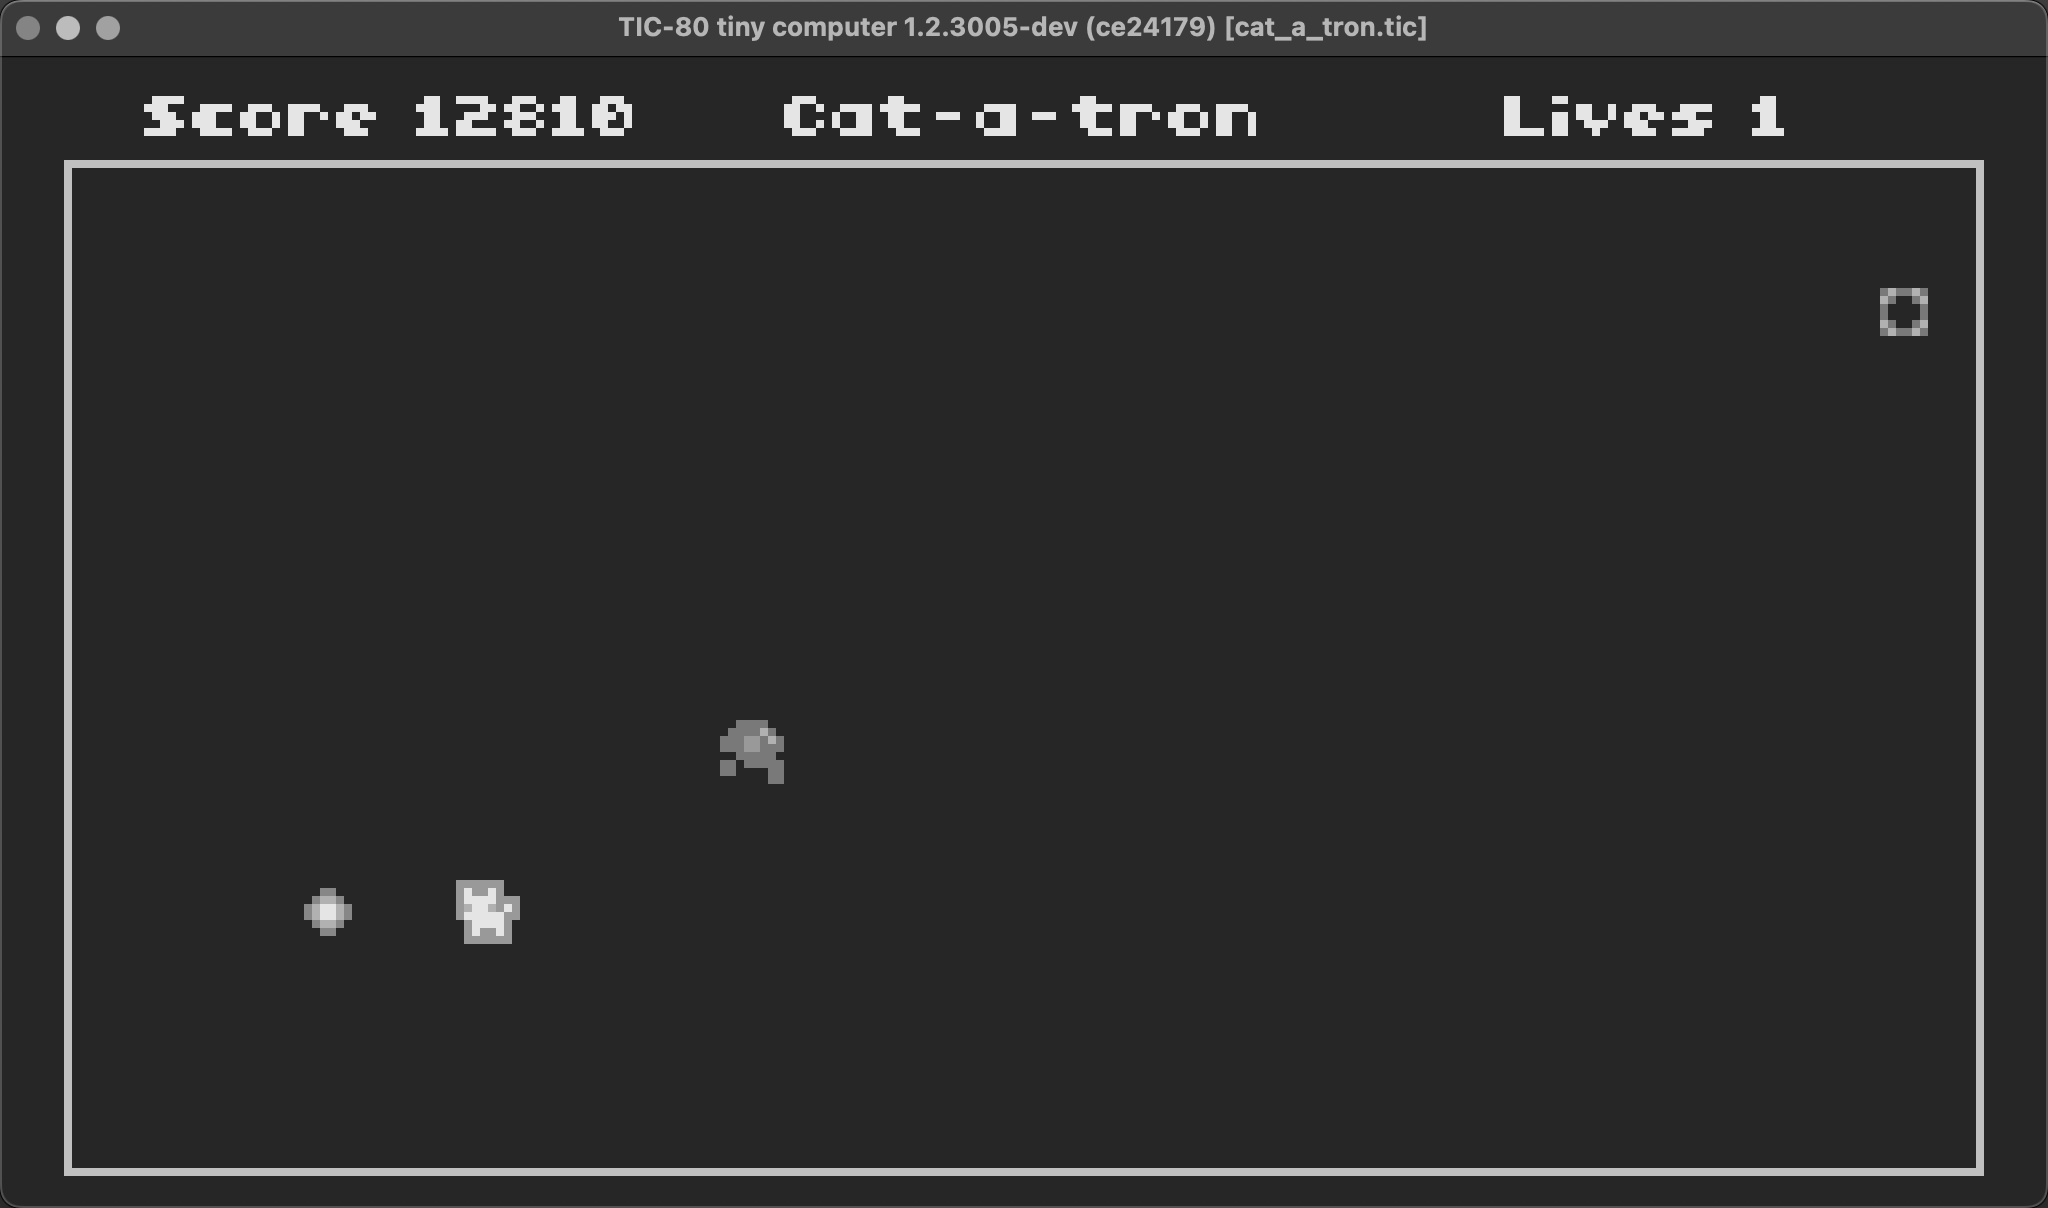 TIC-80 tiny computer 1.2.3005-dev (ce24179) [cat_a_tron.tic]
Score 12810 Cat-a-tron Lives 1